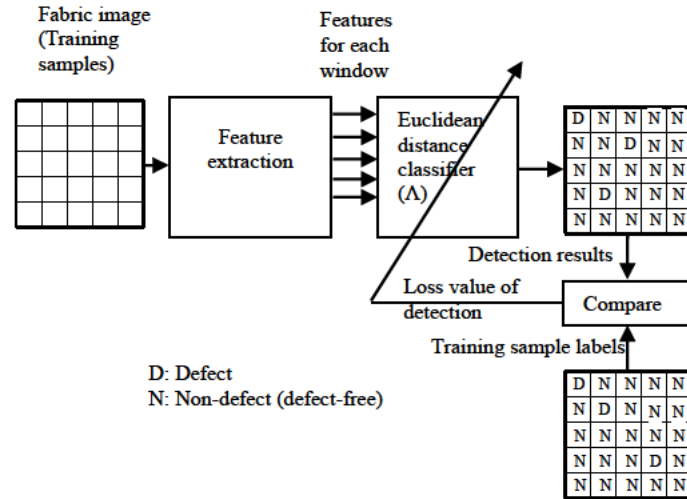 Fabric image
(Training
samples)
Features
for each
window
Feature
extraction
Euclidean
distance
classifier
(Λ)
D N N N N
N N D N N
N N N N N
N D N N N
N N N N N
Detection results
Loss value of
detection
Compare
Training sample labels
D: Defect
N: Non-defect (defect-free)
D N N N N
N D N N N
N N N N N
N N N D N
N N N N N